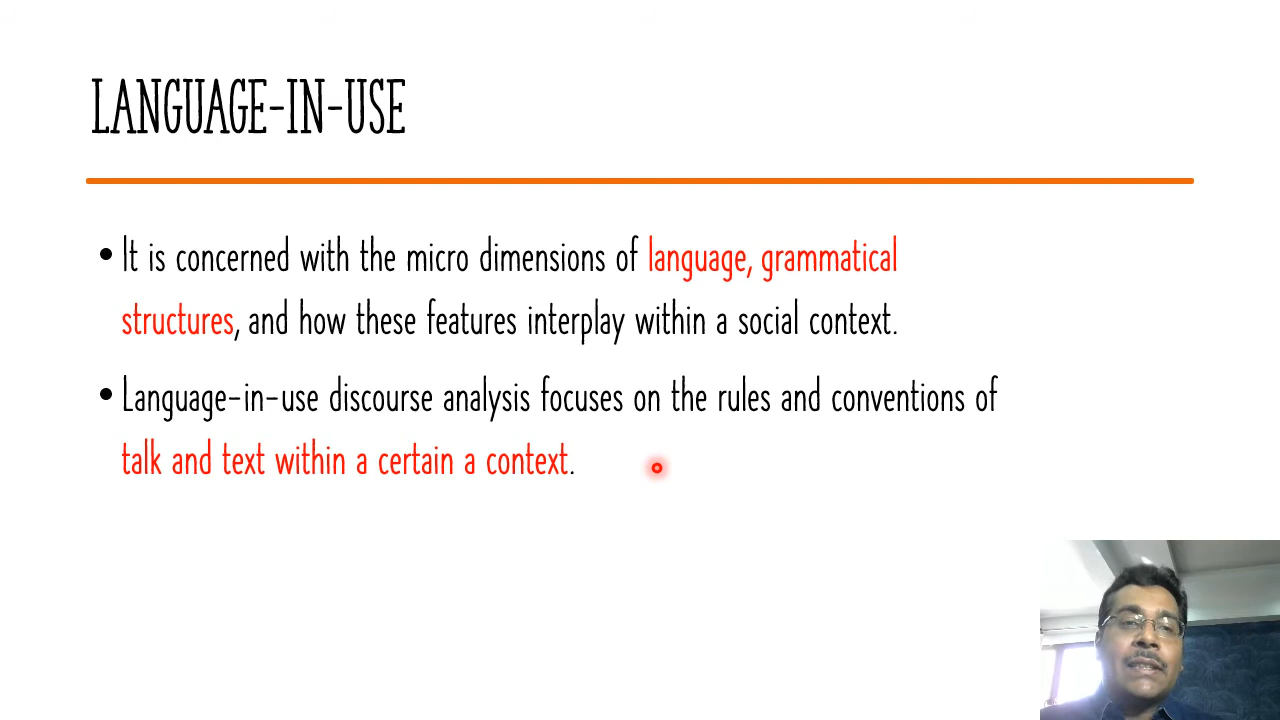 LANGUAGE-IN-USE
• It is concerned with the micro dimensions of language, grammatical
structures, and how these features interplay within a social context.
• Language-in-use discourse analysis focuses on the rules and conventions of
talk and text within a certain a context.